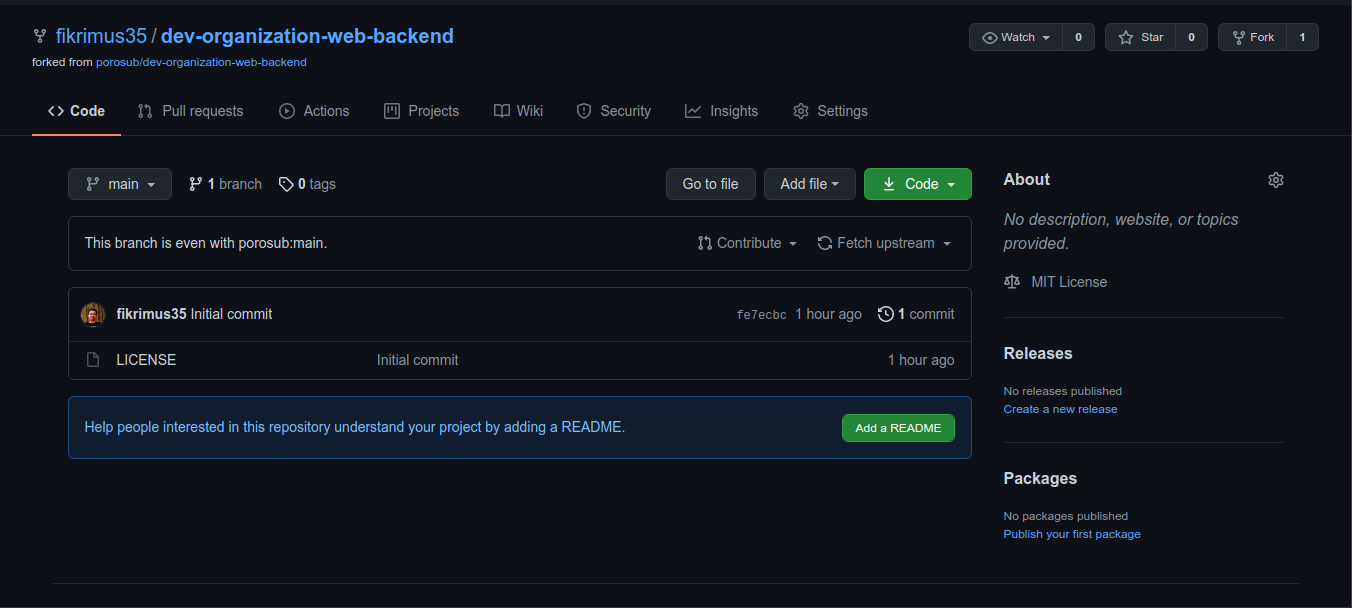 fikrimus35 / dev-organization-web-backend
Watch 0 Star 0 Fork 1
forked from porosub/dev-organization-web-backend
Code Pull requests Actions Projects Wiki Security Insights Settings
main 1 branch 0 tags Go to file Add file Code
This branch is even with porosub:main. Contribute Fetch upstream
fikrimus35 Initial commit fe7ecbc 1 hour ago 1 commit
LICENSE Initial commit 1 hour ago
Help people interested in this repository understand your project by adding a README. Add a README
About
No description, website, or topics
provided.
MIT License
Releases
No releases published
Create a new release
Packages
No packages published
Publish your first package